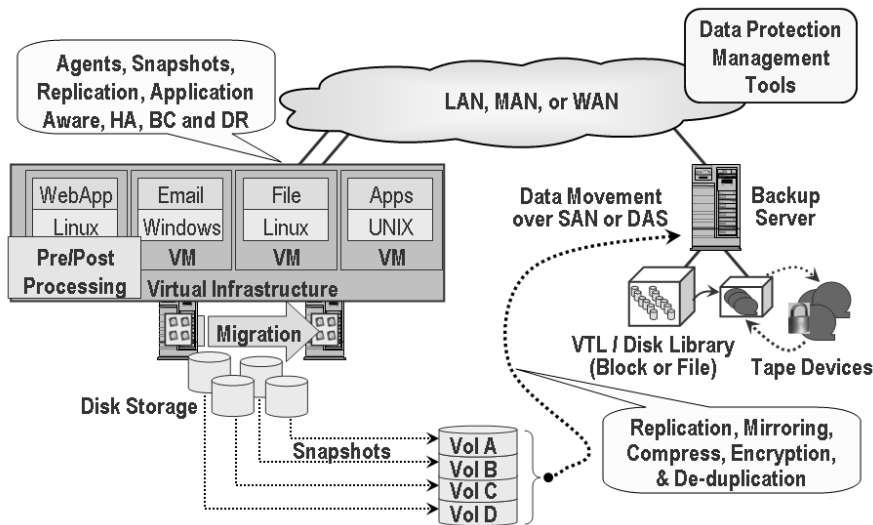 Agents, Snapshots,
Replication, Application
Aware, HA, BC and DR
LAN, MAN, or WAN
Data Protection
Management
Tools
WebApp
Linux
Email
Windows
VM
File
Linux
VM
Apps
UNIX
VM
Pre/Post
Processing
Virtual Infrastructure
Migration
Data Movement
over SAN or DAS
Backup
Server
VTL / Disk Library
(Block or File)
Tape Devices
Disk Storage
Snapshots
Vol A
Vol B
Vol C
Vol D
Replication, Mirroring,
Compress, Encryption,
& De-duplication